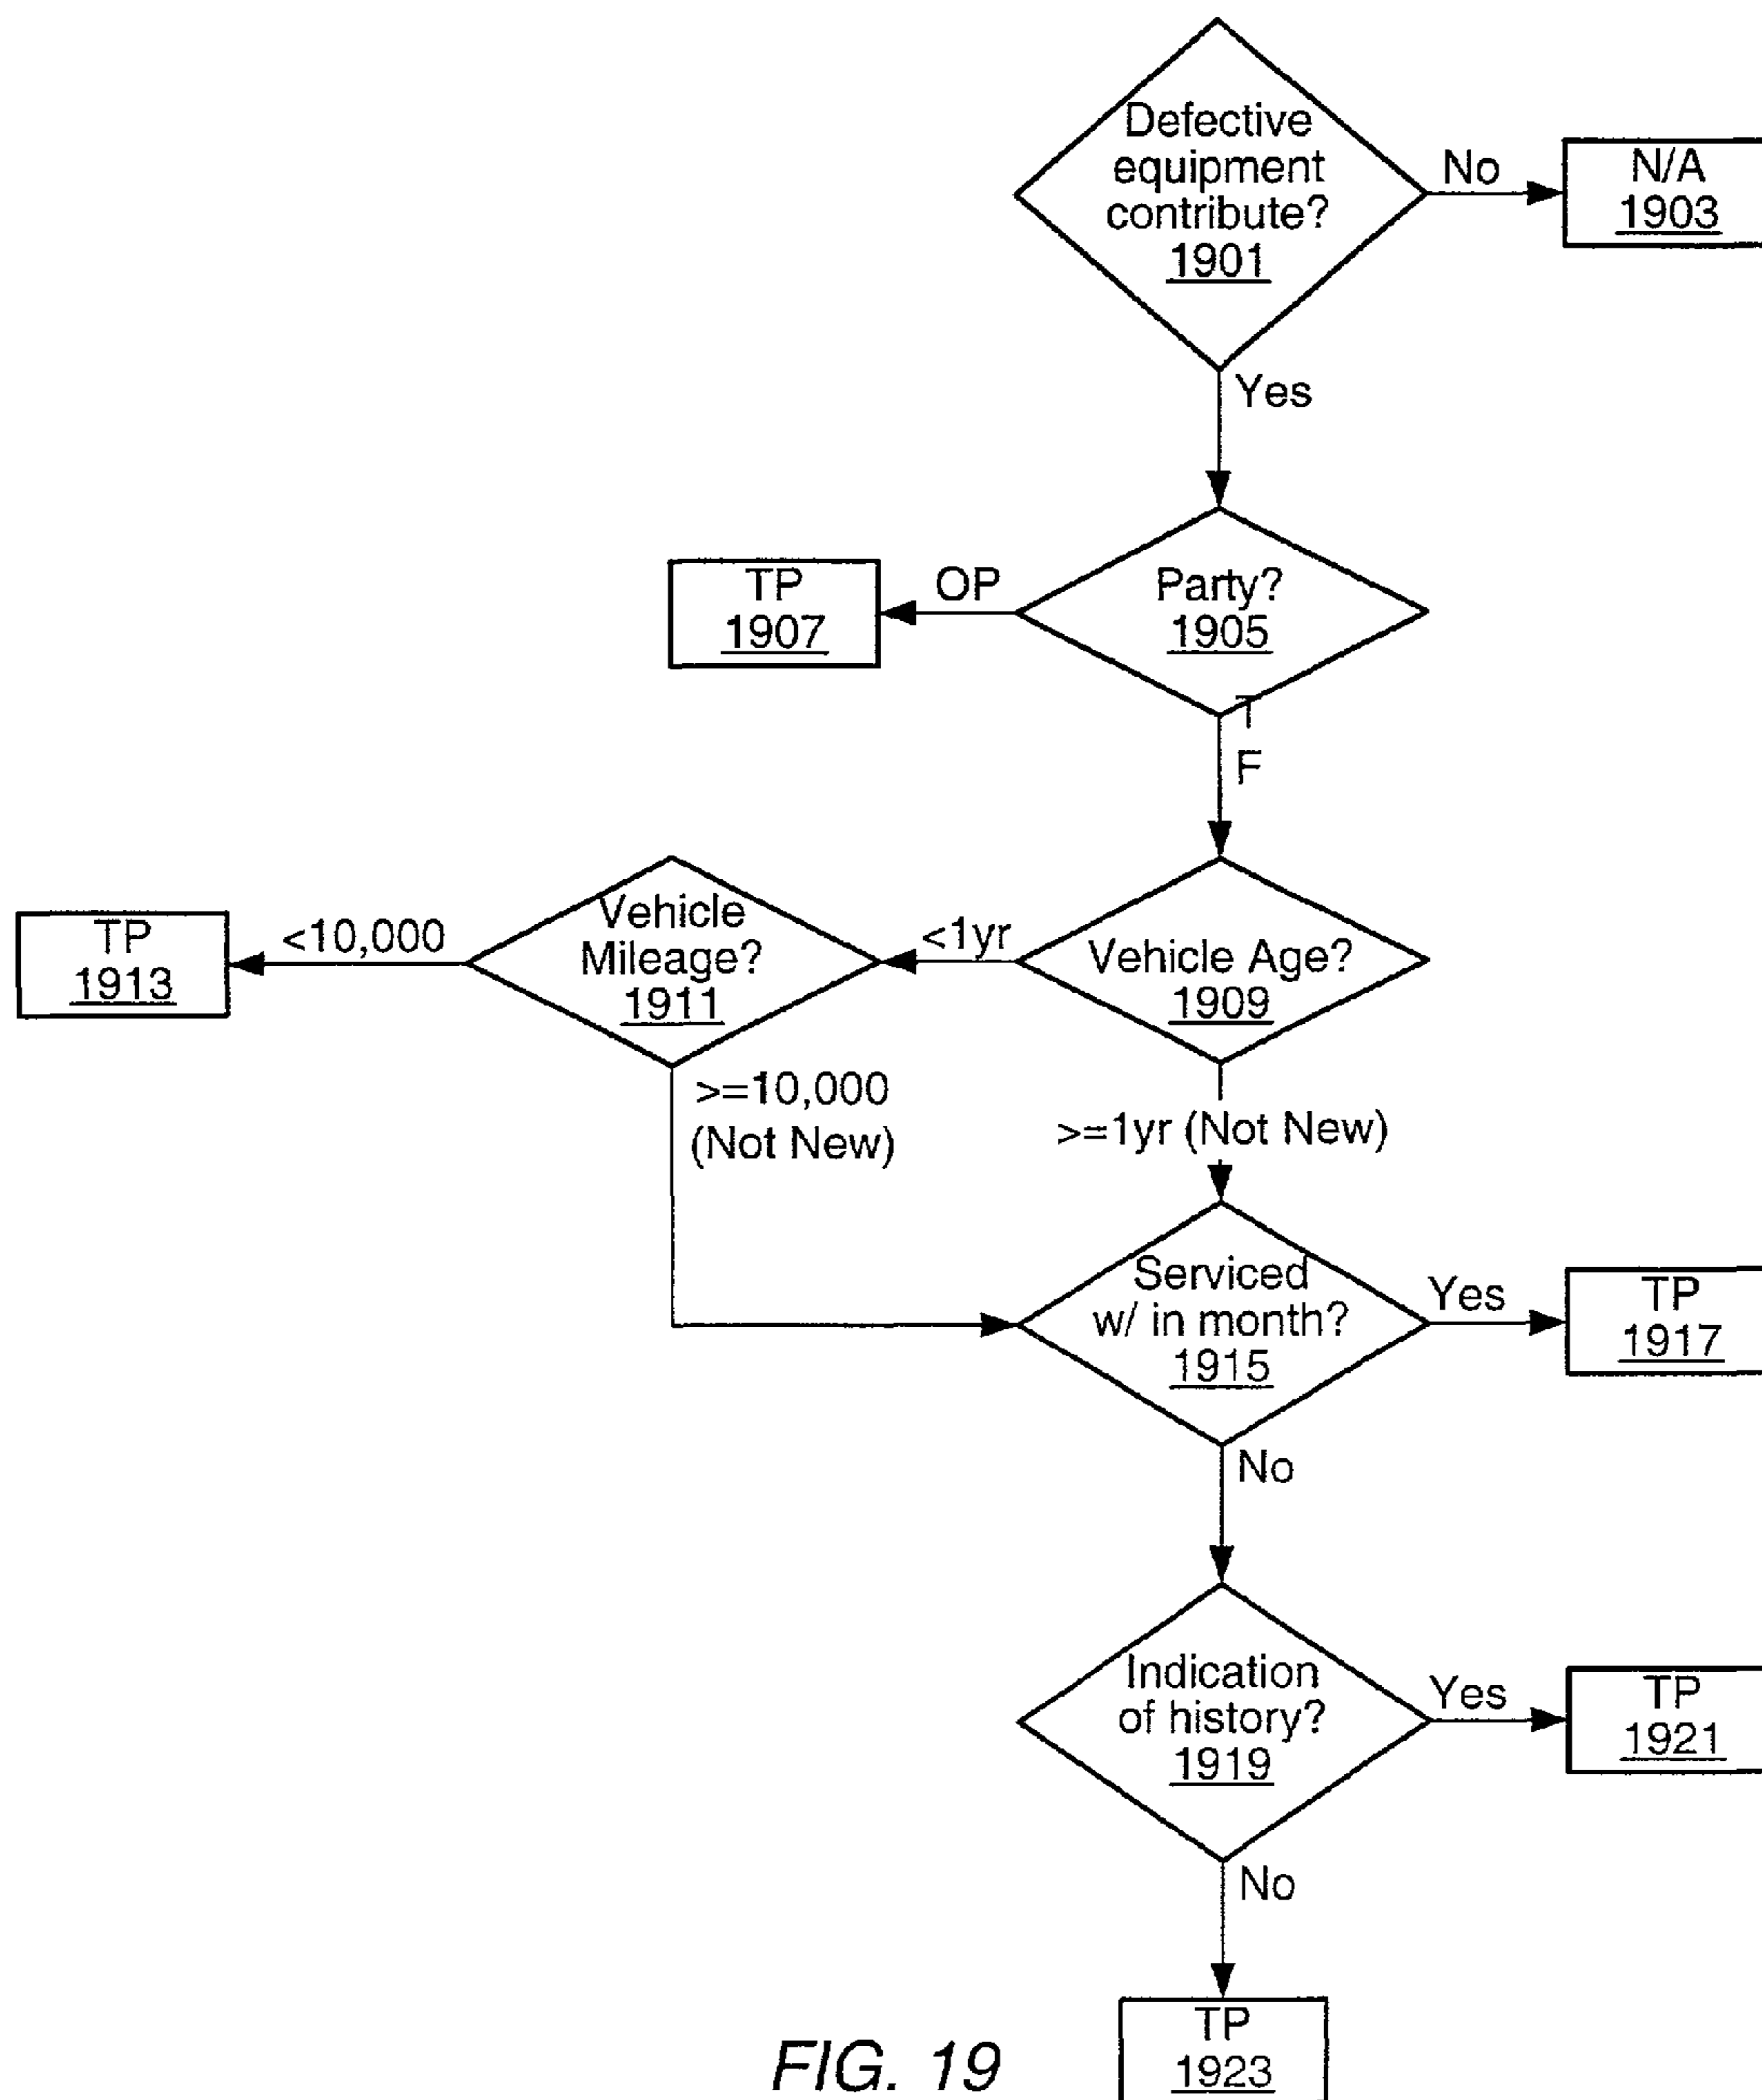 Defective
equipment
contribute?
1901
No
N/A
1903
Yes
TP
1907
OP
Party?
1905
T
F
TP
1913
<10,000
Vehicle
Mileage?
1911
<1yr
Vehicle Age?
1909
>=10,000
(Not New)
>=1yr (Not New)
Serviced
w/ in month?
1915
Yes
TP
1917
No
Indication
of history?
1919
Yes
TP
1921
No
TP
1923
FIG. 19